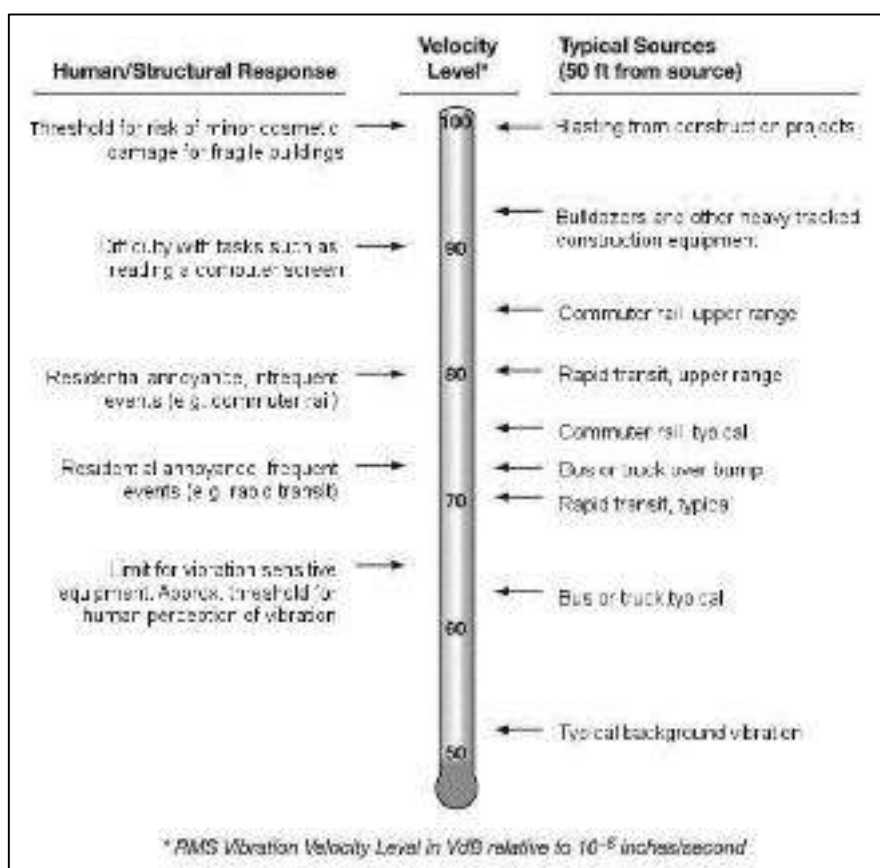 Human/Structural Response
Velocity
Level*
Typical Sources
(50 ft from source)
Threshold for risk of minor cosmetic
damage for fragile buildings
100
Blasting from construction projects
Bulldozers and other heavy tracked
construction equipment
Difficulty with tasks such as
reading a computer screen
90
Commuter rail, upper range
Residential annoyance, infrequent
events (e.g. commuter rail)
80
Rapid transit, upper range
Commuter rail, typical
Residential annoyance, frequent
events (e.g. rapid transit)
Bus or truck over bump
70
Rapid transit, typical
Limit for vibration sensitive
equipment. Approx. threshold for
human perception of vibration
Bus or truck, typical
60
Typical background vibration
50
* RMS Vibration Velocity Level in VdB relative to 10⁻⁶ inches/second